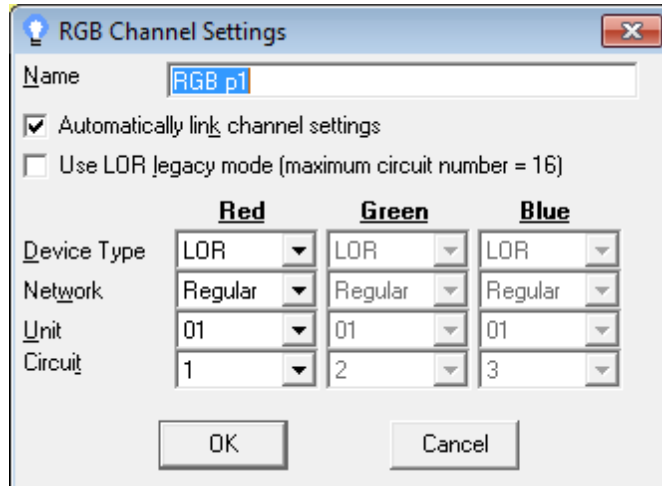 RGB Channel Settings
Name RGB p1
Automatically link channel settings
Use LOR legacy mode (maximum circuit number = 16)
Red Green Blue
Device Type LOR LOR LOR
Network Regular Regular Regular
Unit 01 01 01
Circuit 1 2 3
OK Cancel